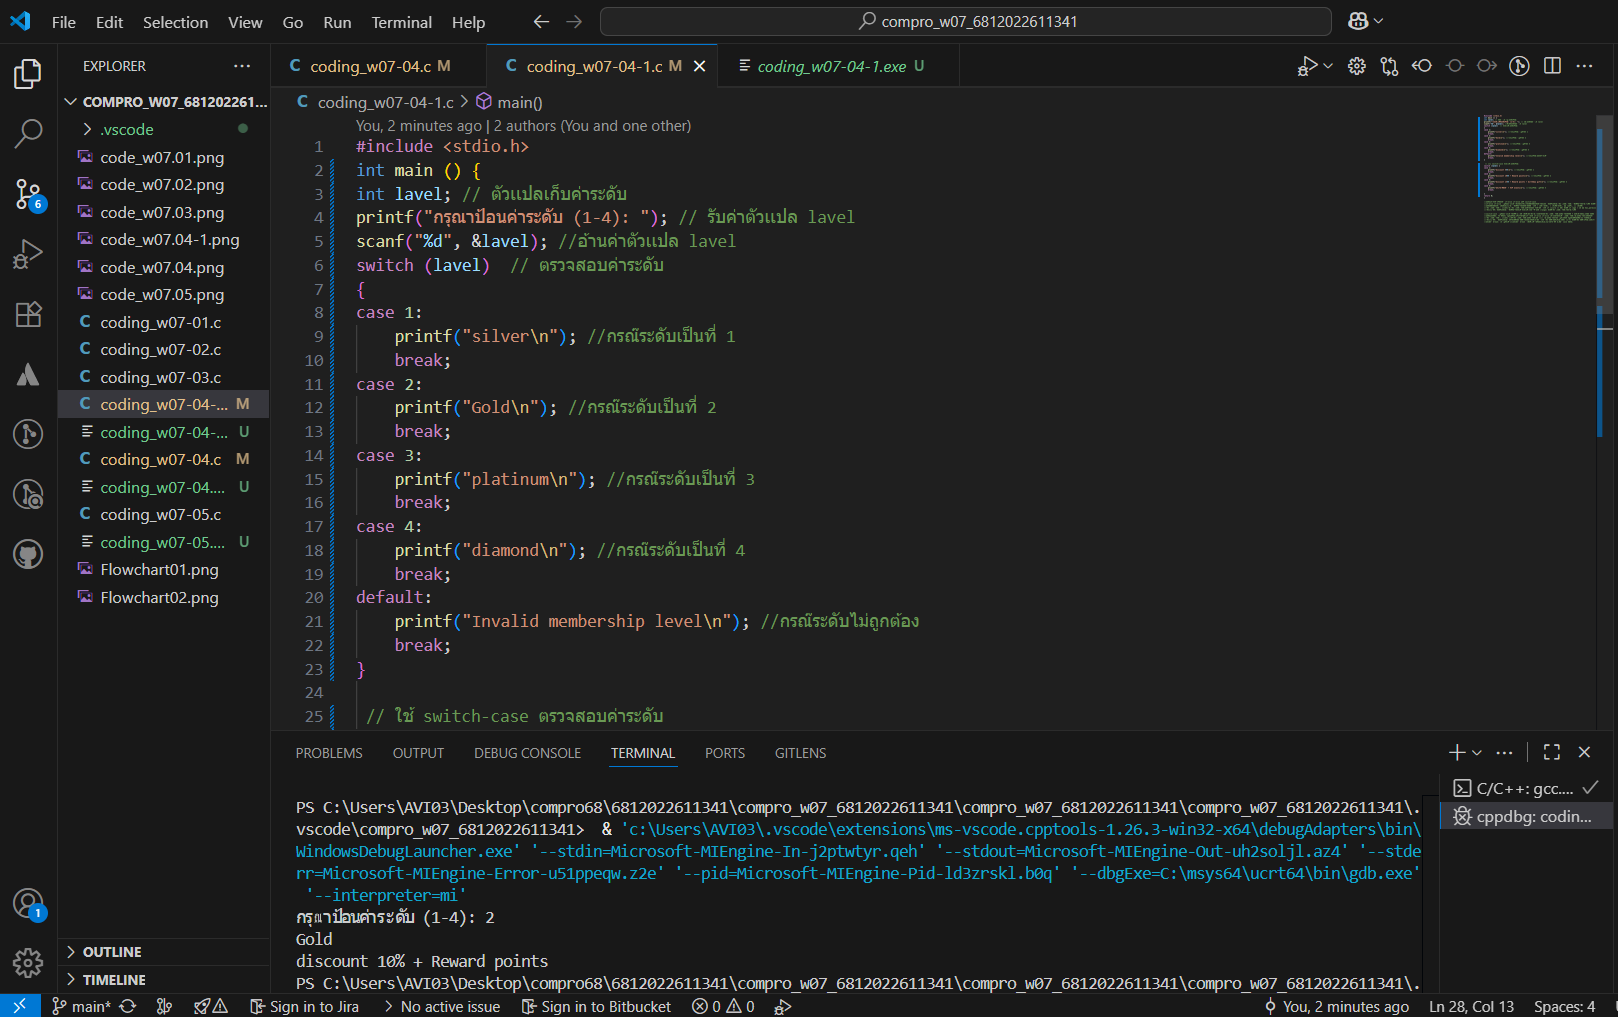 File Edit Selection View Go Run Terminal Help
compro_w07_6812022611341
EXPLORER
COMPRO_W07_681202261...
.vscode
code_w07.01.png
code_w07.02.png
code_w07.03.png
code_w07.04-1.png
code_w07.04.png
code_w07.05.png
coding_w07-01.c
coding_w07-02.c
coding_w07-03.c
coding_w07-04-... M
coding_w07-04-... U
coding_w07-04.c M
coding_w07-04.... U
coding_w07-05.c
coding_w07-05.... U
Flowchart01.png
Flowchart02.png
OUTLINE
TIMELINE
6
1
C coding_w07-04.c M
C coding_w07-04-1.c M
coding_w07-04-1.exe U
C coding_w07-04-1.c > main()
You, 2 minutes ago | 2 authors (You and one other)
1 #include <stdio.h>
2 int main () {
3 int lavel; // ตัวแปลเก็บค่าระดับ
4 printf("กรุณาป้อนค่าระดับ (1-4): "); // รับค่าตัวแปล lavel
5 scanf("%d", &lavel); //อ้านค่าตัวแปล lavel
6 switch (lavel)  // ตรวจสอบค่าระดับ
7 {
8 case 1:
9 printf("silver\n"); //กรณ๊ระดับเป็นที่ 1
10 break;
11 case 2:
12 printf("Gold\n"); //กรณ๊ระดับเป็นที่ 2
13 break;
14 case 3:
15 printf("platinum\n"); //กรณ๊ระดับเป็นที่ 3
16 break;
17 case 4:
18 printf("diamond\n"); //กรณ๊ระดับเป็นที่ 4
19 break;
20 default:
21 printf("Invalid membership level\n"); //กรณ๊ระดับไม่ถูกต้อง
22 break;
23 }
24
25 // ใช้ switch-case ตรวจสอบค่าระดับ
PROBLEMS OUTPUT DEBUG CONSOLE TERMINAL PORTS GITLENS
PS C:\Users\AVI03\Desktop\compro68\6812022611341\compro_w07_6812022611341\compro_w07_6812022611341\compro_w07_6812022611341\.
vscode\compro_w07_6812022611341>  & 'c:\Users\AVI03\.vscode\extensions\ms-vscode.cpptools-1.26.3-win32-x64\debugAdapters\bin\
WindowsDebugLauncher.exe' '--stdin=Microsoft-MIEngine-In-j2ptwtyr.qeh' '--stdout=Microsoft-MIEngine-Out-uh2soljl.az4' '--stde
rr=Microsoft-MIEngine-Error-u51ppeqw.z2e' '--pid=Microsoft-MIEngine-Pid-ld3zrskl.b0q' '--dbgExe=C:\msys64\ucrt64\bin\gdb.exe'
'--interpreter=mi'
กรุณาป้อนค่าระดับ (1-4): 2
Gold
discount 10% + Reward points
PS C:\Users\AVI03\Desktop\compro68\6812022611341\compro_w07_6812022611341\compro_w07_6812022611341\compro_w07_6812022611341\.
C/C++: gcc....
cppdbg: codin...
main* Sign in to Jira > No active issue Sign in to Bitbucket 0 0 You, 2 minutes ago Ln 28, Col 13 Spaces: 4